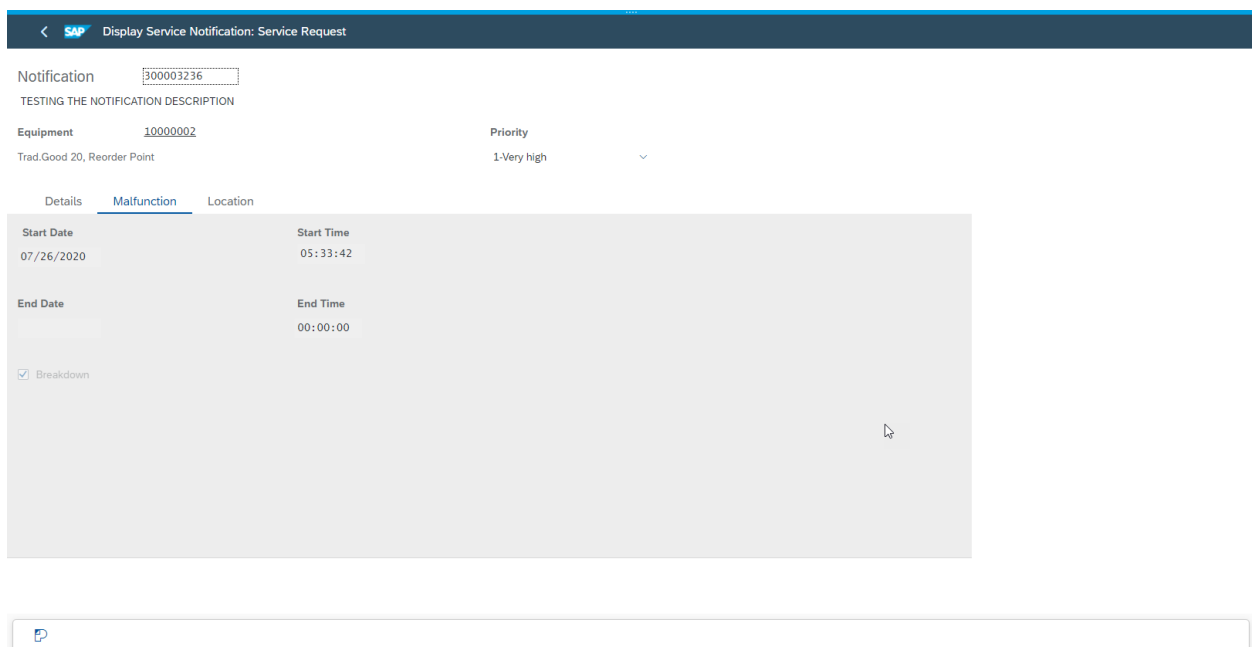 SAP Display Service Notification: Service Request
Notification 300003236
TESTING THE NOTIFICATION DESCRIPTION
Equipment 10000002 Priority
Trad.Good 20, Reorder Point 1-Very high
Details Malfunction Location
Start Date Start Time
07/26/2020 05:33:42
End Date End Time
00:00:00
Breakdown